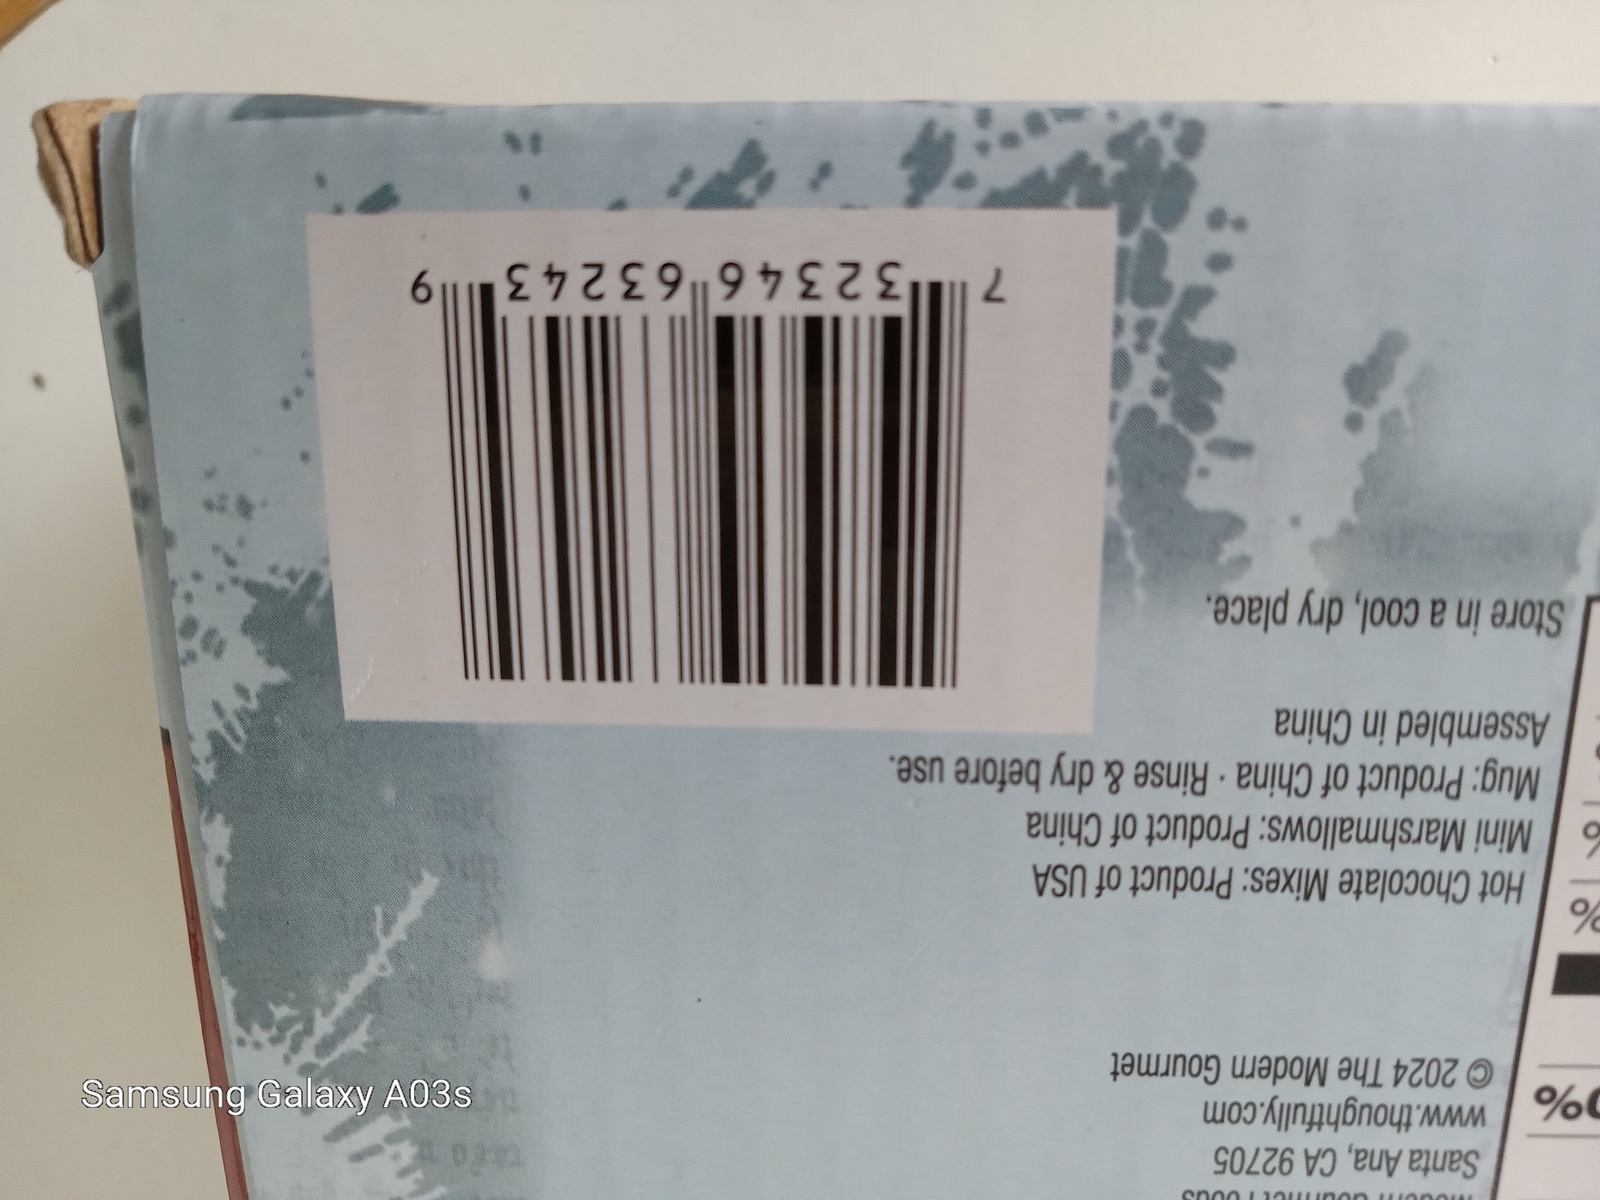 Santa Ana, CA 92705
www.thoughtfully.com
© 2024 The Modern Gourmet
Hot Chocolate Mixes: Product of USA
Mini Marshmallows: Product of China
Mug: Product of China · Rinse & dry before use.
Assembled in China
Store in a cool, dry place.
7 32346 63243 9
Samsung Galaxy A03s